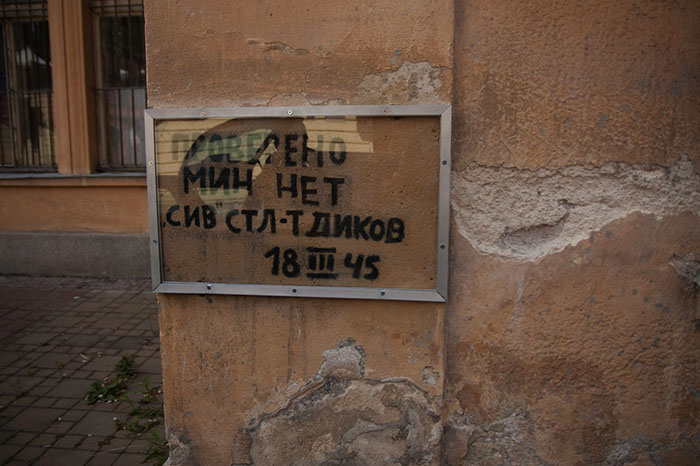 ПРОВЕРЕНО
МИН НЕТ
СИВ" СТЛ-Т ДИКОВ
18 III 45